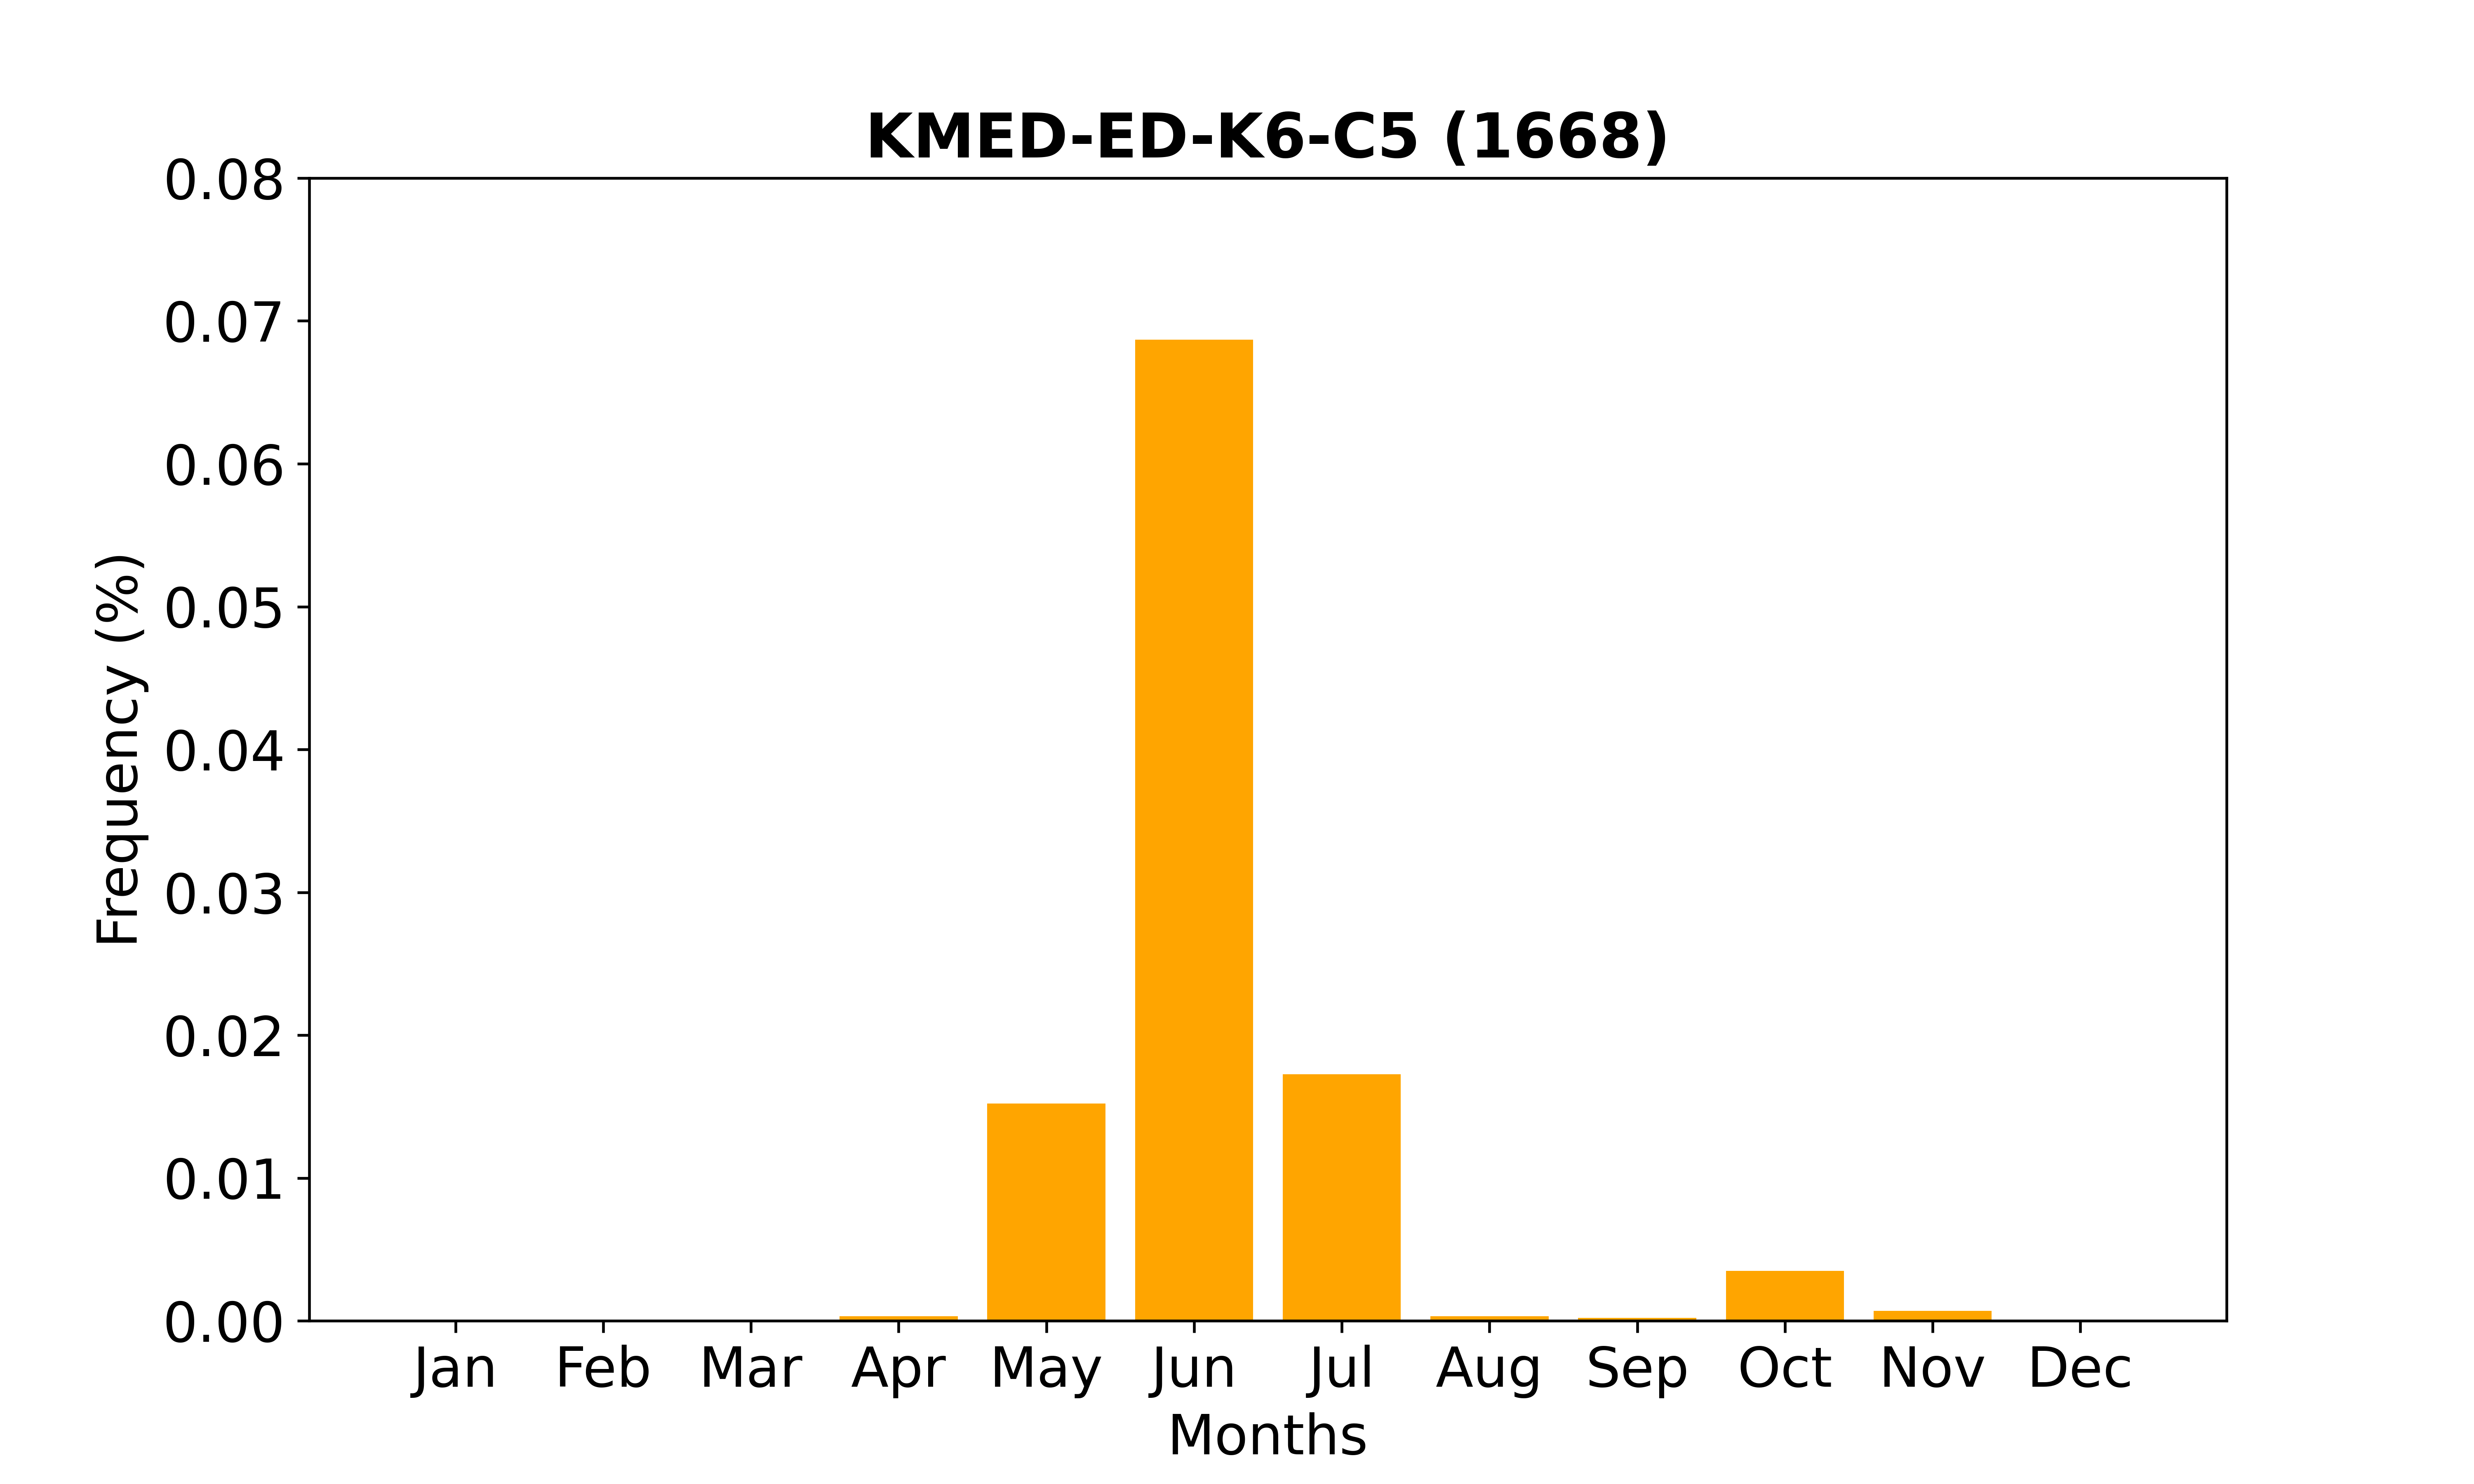 KMED-ED-K6-C5 (1668)
0.08
0.07
0.06
0.05
0.04
0.03
0.02
0.01
0.00
Frequency (%)
Jan Feb Mar Apr May Jun Jul Aug Sep Oct Nov Dec
Months